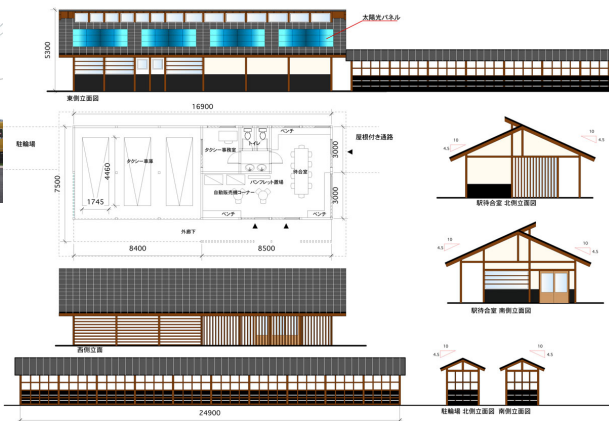 太陽光パネル
5300
東側立面図
16900
駐輪場
屋根付き通路
ベンチ
トイレ
タクシー事務室
タクシー車庫
待合室
3000
7500
4460
1745
パンフレット置場
自動販売機コーナー
3000
ベンチ
ベンチ
外廊下
8400
8500
10
4.5
10
4.5
駅待合室 北側立面図
10
4.5
10
4.5
駅待合室 南側立面図
西側立面
24900
10
4.5
10
4.5
駐輪場 北側立面図 南側立面図